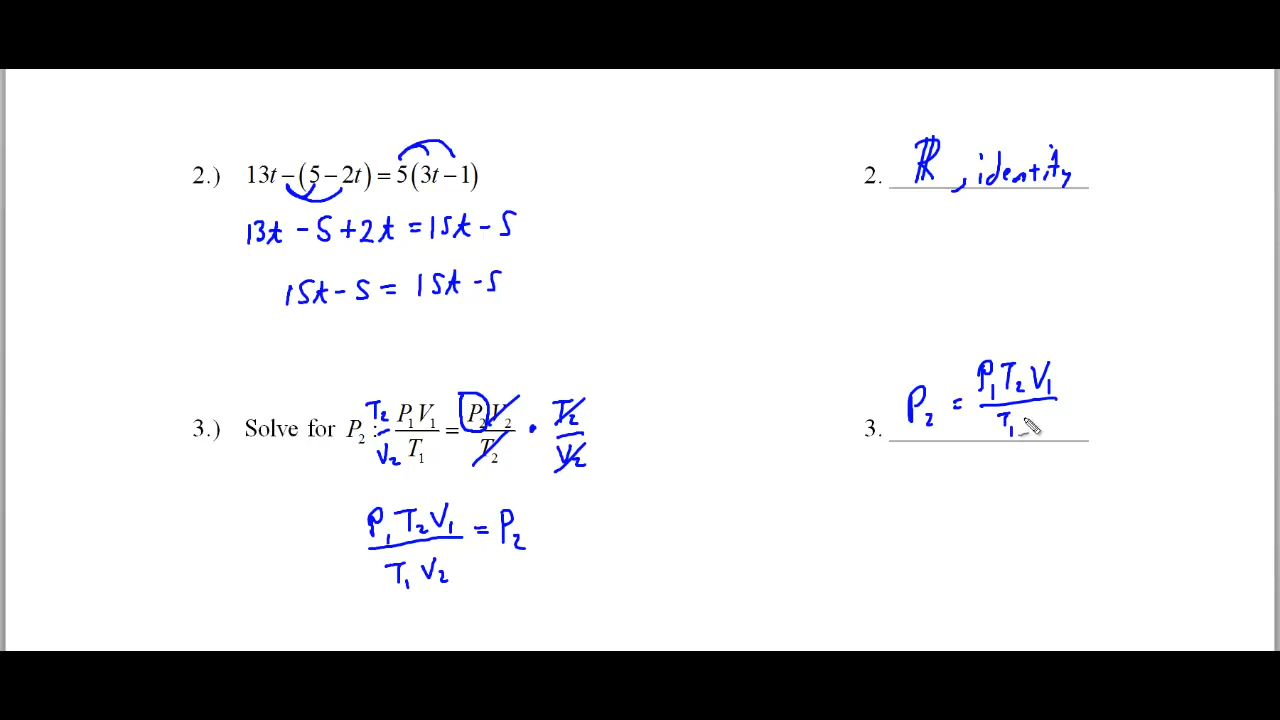 2.) 13t − (5 − 2t) = 5(3t − 1)
2. ℝ, identity
13t − 5 + 2t = 15t − 5
15t − 5 = 15t − 5
3.) Solve for P₂: T₂/V₂ P₁V₁/T₁ = P₂V₂/T₂ • T₂/V₂
3. P₂ = P₁T₂V₁/T₁
P₁T₂V₁/T₁V₂ = P₂